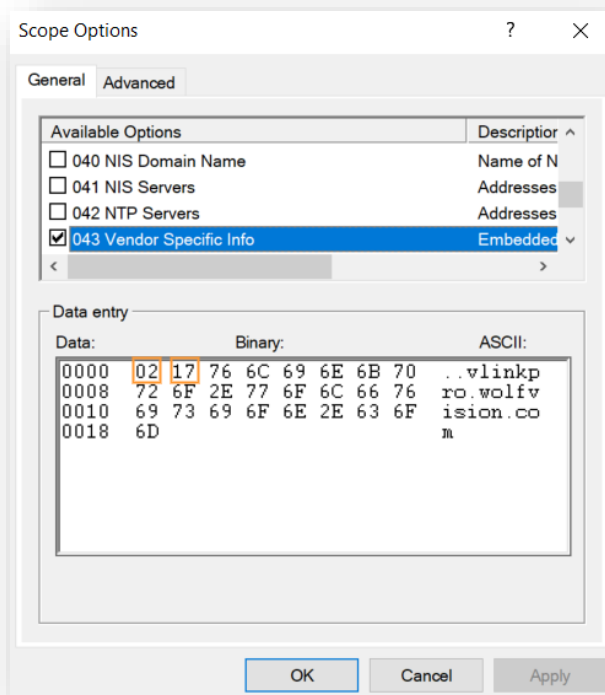 Scope Options ?
General Advanced
Available Options Descriptior
040 NIS Domain Name Name of N
041 NIS Servers Addresses
042 NTP Servers Addresses
043 Vendor Specific Info Embedded
Data entry
Data: Binary: ASCII:
0000 02 17 76 6C 69 6E 6B 70 ..vlinkp
0008 72 6F 2E 77 6F 6C 66 76 ro.wolfv
0010 69 73 69 6F 6E 2E 63 6F ision.co
0018 6D m
OK Cancel Apply